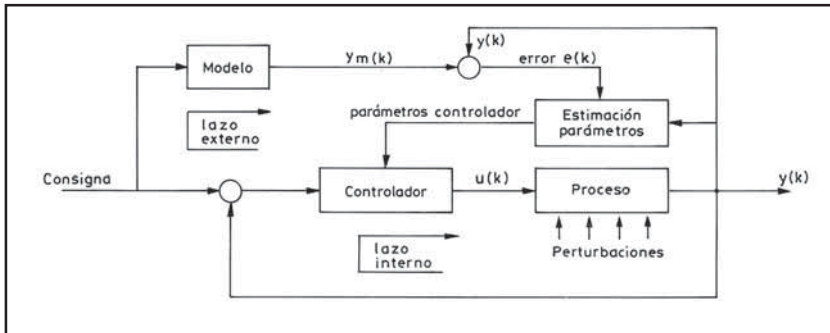 y(k)
Modelo
ym(k)
error e(k)
parámetros controlador
Estimación
parámetros
lazo
externo
Consigna
Controlador
u(k)
Proceso
y(k)
lazo
interno
Perturbaciones